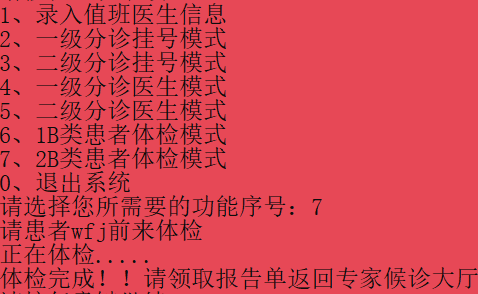 1、录入值班医生信息
2、一级分诊挂号模式
3、二级分诊挂号模式
4、一级分诊医生模式
5、二级分诊医生模式
6、1B类患者体检模式
7、2B类患者体检模式
0、退出系统
请选择您所需要的功能序号：7
请患者wfj前来体检
正在体检.....
体检完成！！请领取报告单返回专家候诊大厅